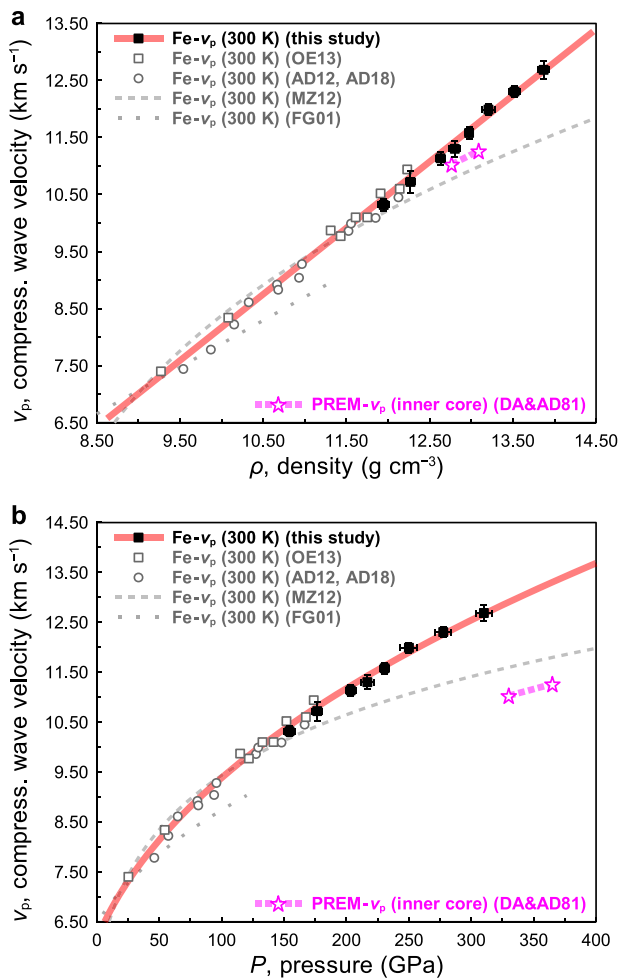 a
13.50
12.50
11.50
10.50
9.50
8.50
7.50
6.50
vₚ, compress. wave velocity (km s⁻¹)
Fe-vₚ (300 K) (this study)
Fe-vₚ (300 K) (OE13)
Fe-vₚ (300 K) (AD12, AD18)
Fe-vₚ (300 K) (MZ12)
Fe-vₚ (300 K) (FG01)
PREM-vₚ (inner core) (DA&AD81)
8.50 9.50 10.50 11.50 12.50 13.50 14.50
ρ, density (g cm⁻³)
b
14.50
13.50
12.50
11.50
10.50
9.50
8.50
7.50
6.50
vₚ, compress. wave velocity (km s⁻¹)
Fe-vₚ (300 K) (this study)
Fe-vₚ (300 K) (OE13)
Fe-vₚ (300 K) (AD12, AD18)
Fe-vₚ (300 K) (MZ12)
Fe-vₚ (300 K) (FG01)
PREM-vₚ (inner core) (DA&AD81)
0 50 100 150 200 250 300 350 400
P, pressure (GPa)